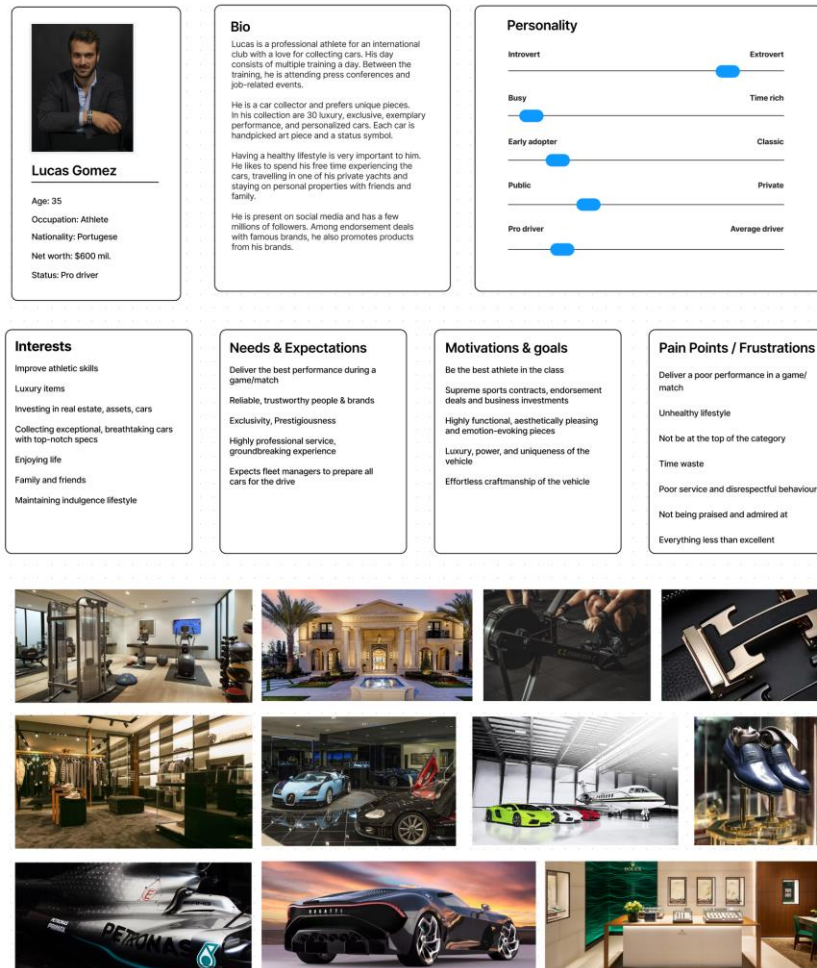 Lucas Gomez
Age: 35
Occupation: Athlete
Nationality: Portugese
Net worth: $600 mil.
Status: Pro driver
Bio
Lucas is a professional athlete for an international
club with a love for collecting cars. His day
consists of multiple training a day. Between the
training, he is attending press conferences and
job-related events.
He is a car collector and prefers unique pieces.
In his collection are 30 luxury, exclusive, exemplary
performance, and personalized cars. Each car is
handpicked art piece and a status symbol.
Having a healthy lifestyle is very important to him.
He likes to spend his free time experiencing the
cars, travelling in one of his private yachts and
staying on personal properties with friends and
family.
He is present on social media and has a few
millions of followers. Among endorsement deals
with famous brands, he also promotes products
from his brands.
Personality
Introvert Extrovert
Busy Time rich
Early adopter Classic
Public Private
Pro driver Average driver
Interests
Improve athletic skills
Luxury items
Investing in real estate, assets, cars
Collecting exceptional, breathtaking cars
with top-notch specs
Enjoying life
Family and friends
Maintaining indulgence lifestyle
Needs & Expectations
Deliver the best performance during a
game/match
Reliable, trustworthy people & brands
Exclusivity, Prestigiousness
Highly professional service,
groundbreaking experience
Expects fleet managers to prepare all
cars for the drive
Motivations & goals
Be the best athlete in the class
Supreme sports contracts, endorsement
deals and business investments
Highly functional, aesthetically pleasing
and emotion-evoking pieces
Luxury, power, and uniqueness of the
vehicle
Effortless craftmanship of the vehicle
Pain Points / Frustrations
Deliver a poor performance in a game/
match
Unhealthy lifestyle
Not be at the top of the category
Time waste
Poor service and disrespectful behaviour
Not being praised and admired at
Everything less than excellent
PETRONAS
PETRONAS
BUGATTI
ROLEX